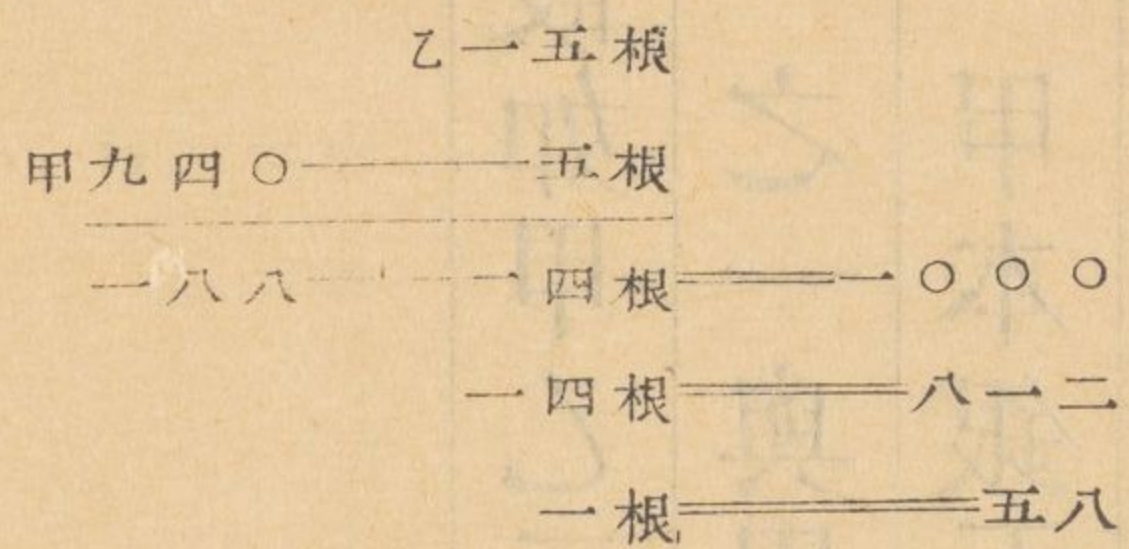 乙一五根
甲九四〇——五根
一八八⊥一四根==一〇〇〇
一四根==八一二
一根==五八